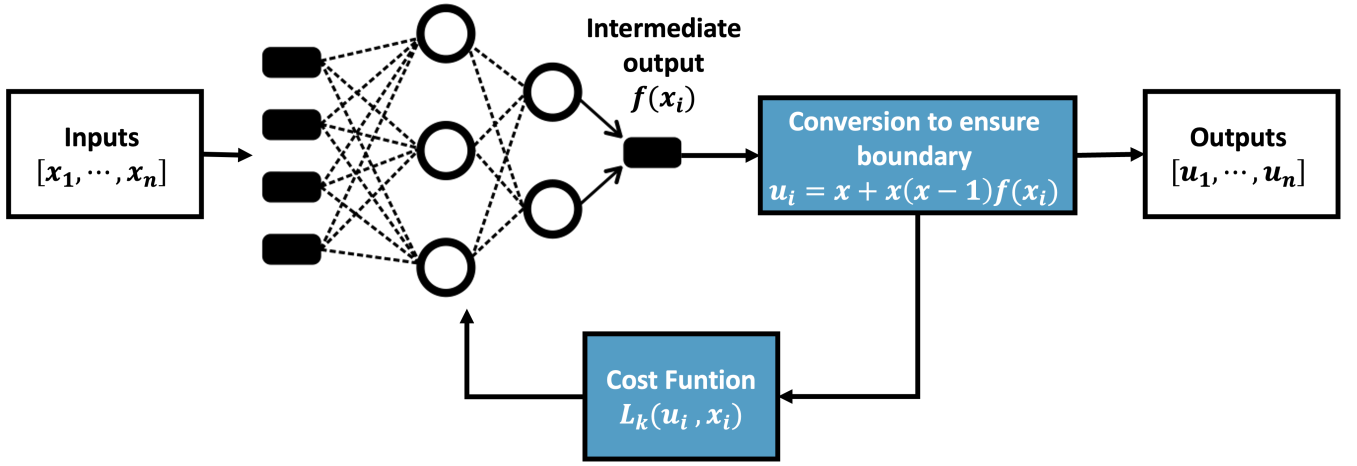 Inputs
[x₁, ⋯, xₙ]
Intermediate
output
f(xᵢ)
Conversion to ensure
boundary
uᵢ = x + x(x − 1)f(xᵢ)
Outputs
[u₁, ⋯, uₙ]
Cost Funtion
Lₖ(uᵢ , xᵢ)